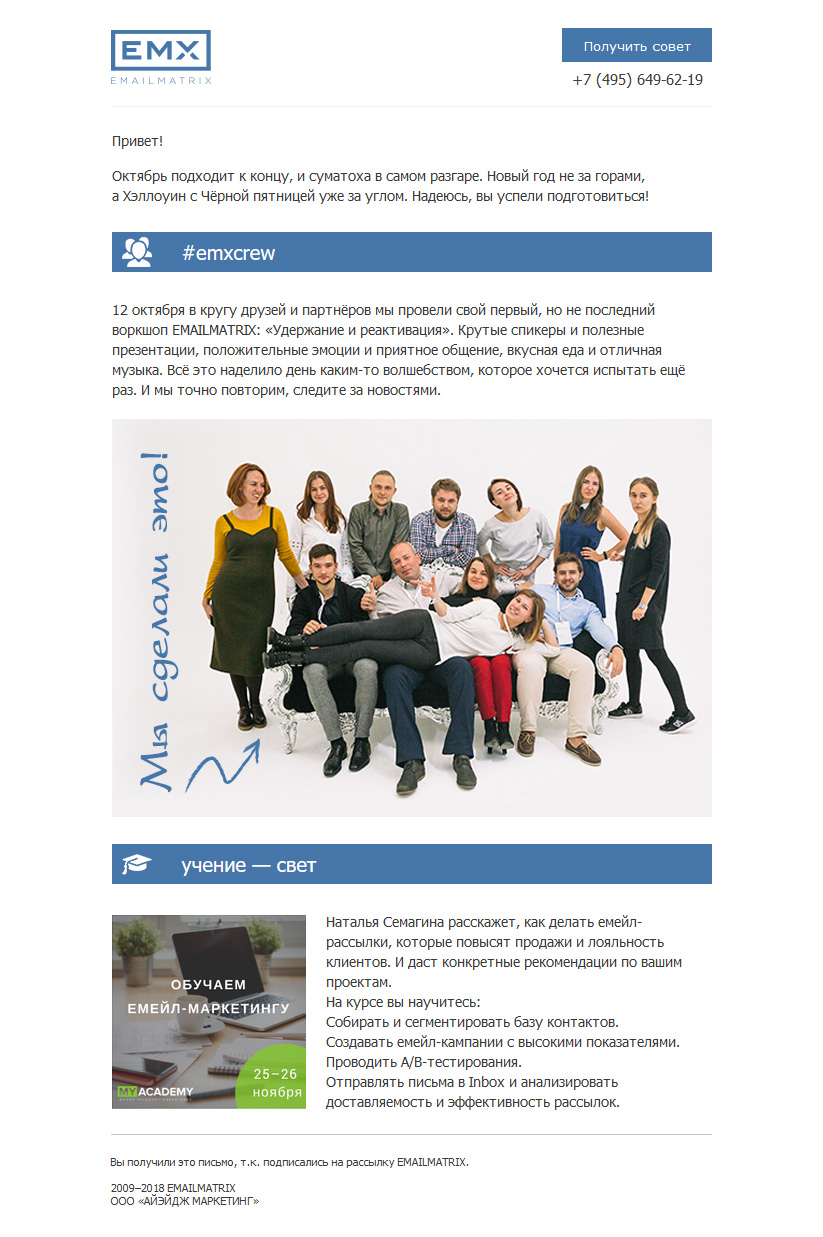 EMX
EMAILMATRIX
Получить совет
+7 (495) 649-62-19
Привет!
Октябрь подходит к концу, и суматоха в самом разгаре. Новый год не за горами,
а Хэллоуин с Чёрной пятницей уже за углом. Надеюсь, вы успели подготовиться!
#emxcrew
12 октября в кругу друзей и партнёров мы провели свой первый, но не последний
воркшоп EMAILMATRIX: «Удержание и реактивация». Крутые спикеры и полезные
презентации, положительные эмоции и приятное общение, вкусная еда и отличная
музыка. Всё это наделило день каким-то волшебством, которое хочется испытать ещё
раз. И мы точно повторим, следите за новостями.
Мы сделали это!
учение — свет
ОБУЧАЕМ
ЕМЕЙЛ-МАРКЕТИНГУ
25–26
ноября
MY ACADEMY
Наталья Семагина расскажет, как делать емейл-
рассылки, которые повысят продажи и лояльность
клиентов. И даст конкретные рекомендации по вашим
проектам.
На курсе вы научитесь:
Собирать и сегментировать базу контактов.
Создавать емейл-кампании с высокими показателями.
Проводить A/B-тестирования.
Отправлять письма в Inbox и анализировать
доставляемость и эффективность рассылок.
Вы получили это письмо, т.к. подписались на рассылку EMAILMATRIX.
2009–2018 EMAILMATRIX
ООО «АЙЭЙДЖ МАРКЕТИНГ»